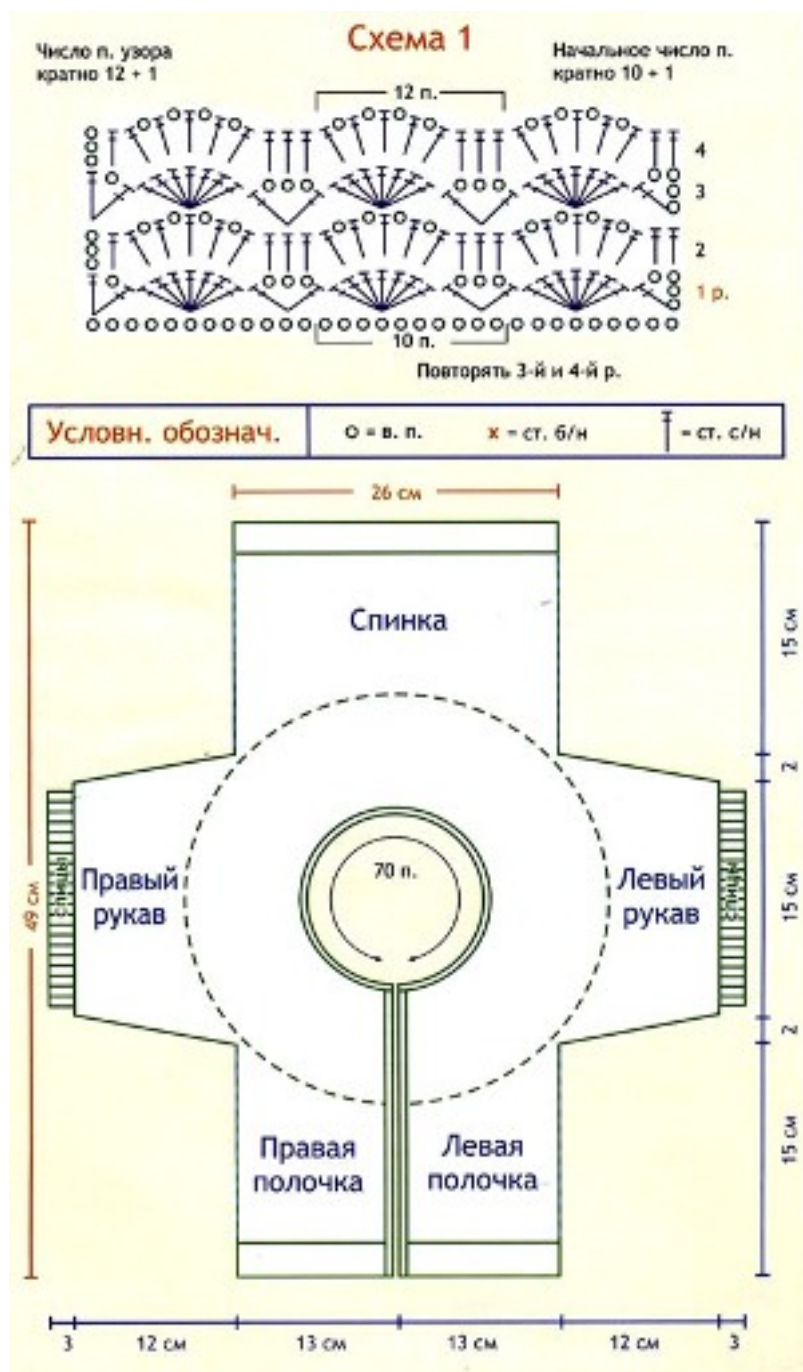 Схема 1
Число п. узора
кратно 12 + 1
Начальное число п.
кратно 10 + 1
12 п.
4
3
2
1 р.
10 п.
Повторять 3-й и 4-й р.
Условн. обознач.
О = в. п.
х = ст. б/н
= ст. с/н
26 см
Спинка
15 см
2
49 см
спицы
Правый
рукав
70 п.
Левый
рукав
спицы
15 см
2
Правая
полочка
Левая
полочка
15 см
3
12 см
13 см
13 см
12 см
3